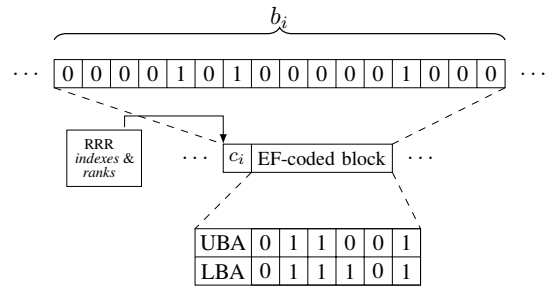 b_i
··· 0 0 0 0 1 0 1 0 0 0 0 0 1 0 0 0 ···
RRR
indexes &
ranks
··· c_i EF-coded block ···
UBA 0 1 1 0 0 1
LBA 0 1 1 1 0 1